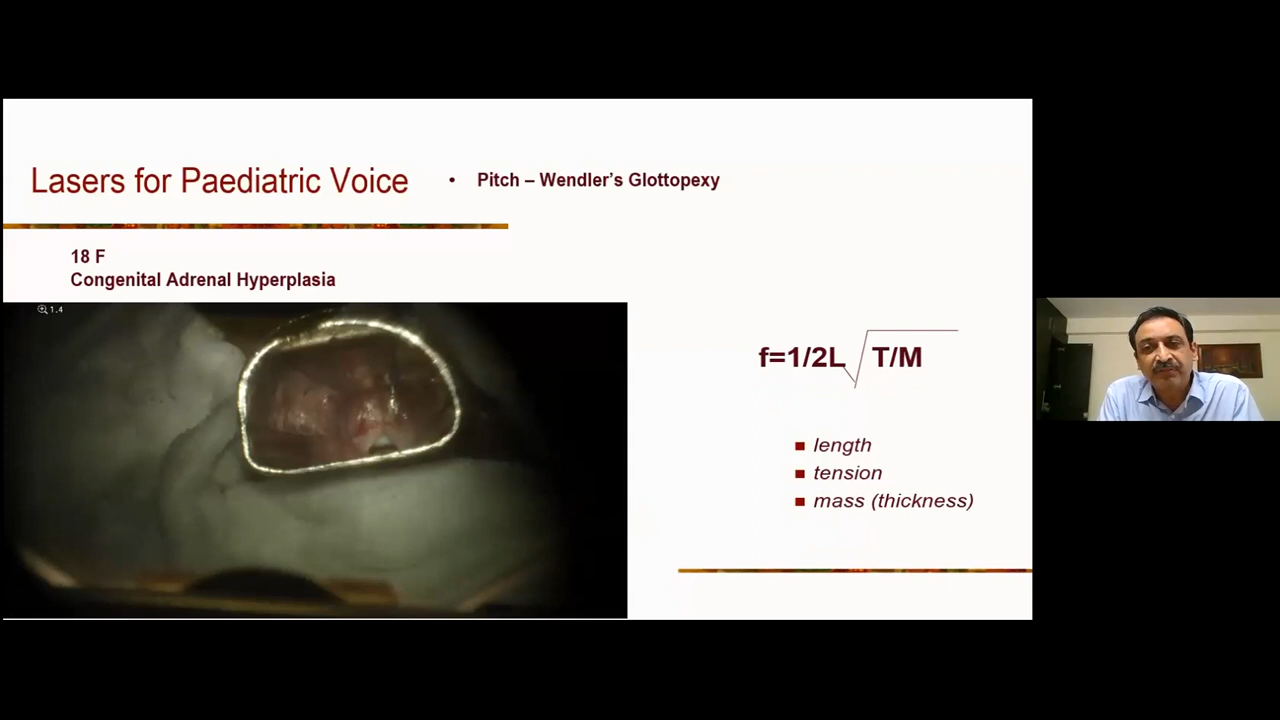 Lasers for Paediatric Voice
• Pitch – Wendler's Glottopexy
18 F
Congenital Adrenal Hyperplasia
1.4
f=1/2L√T/M
length
tension
mass (thickness)